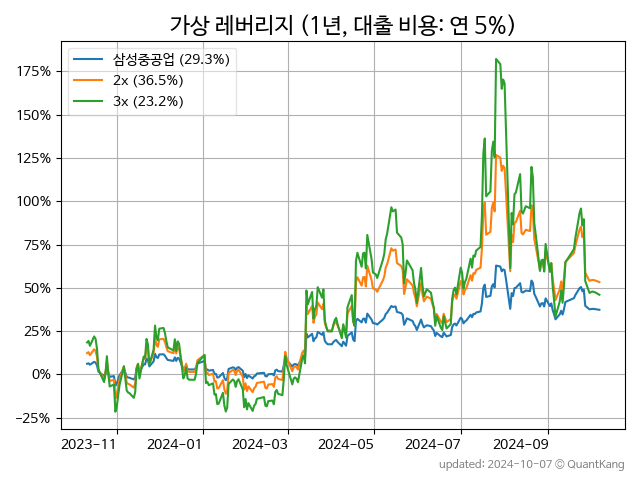 가상 레버리지 (1년, 대출 비용: 연 5%)
삼성중공업 (29.3%)
2x (36.5%)
3x (23.2%)
175%
150%
125%
100%
75%
50%
25%
0%
−25%
2023-11 2024-01 2024-03 2024-05 2024-07 2024-09
updated: 2024-10-07 © QuantKang